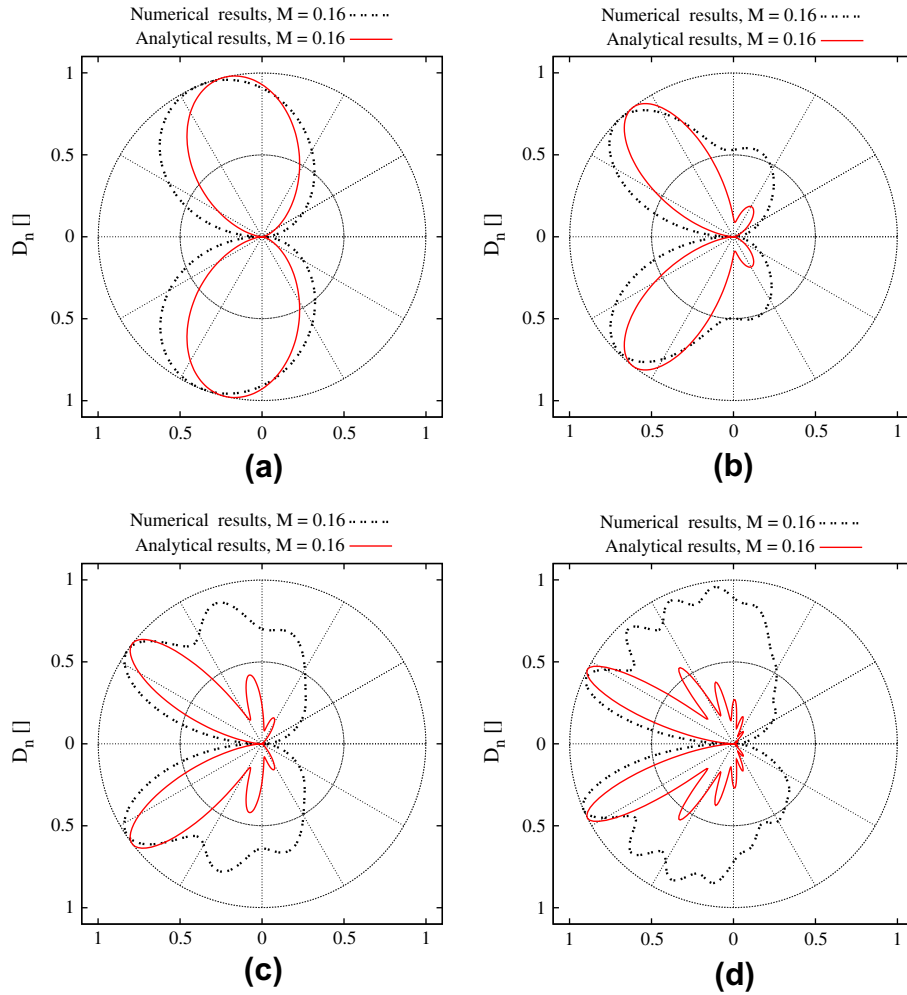 Numerical results, M = 0.16
Analytical results, M = 0.16
1
0.5
0
0.5
1
D_n []
1 0.5 0 0.5 1
(a)
Numerical results, M = 0.16
Analytical results, M = 0.16
1
0.5
0
0.5
1
D_n []
1 0.5 0 0.5 1
(b)
Numerical results, M = 0.16
Analytical results, M = 0.16
1
0.5
0
0.5
1
D_n []
1 0.5 0 0.5 1
(c)
Numerical results, M = 0.16
Analytical results, M = 0.16
1
0.5
0
0.5
1
D_n []
1 0.5 0 0.5 1
(d)